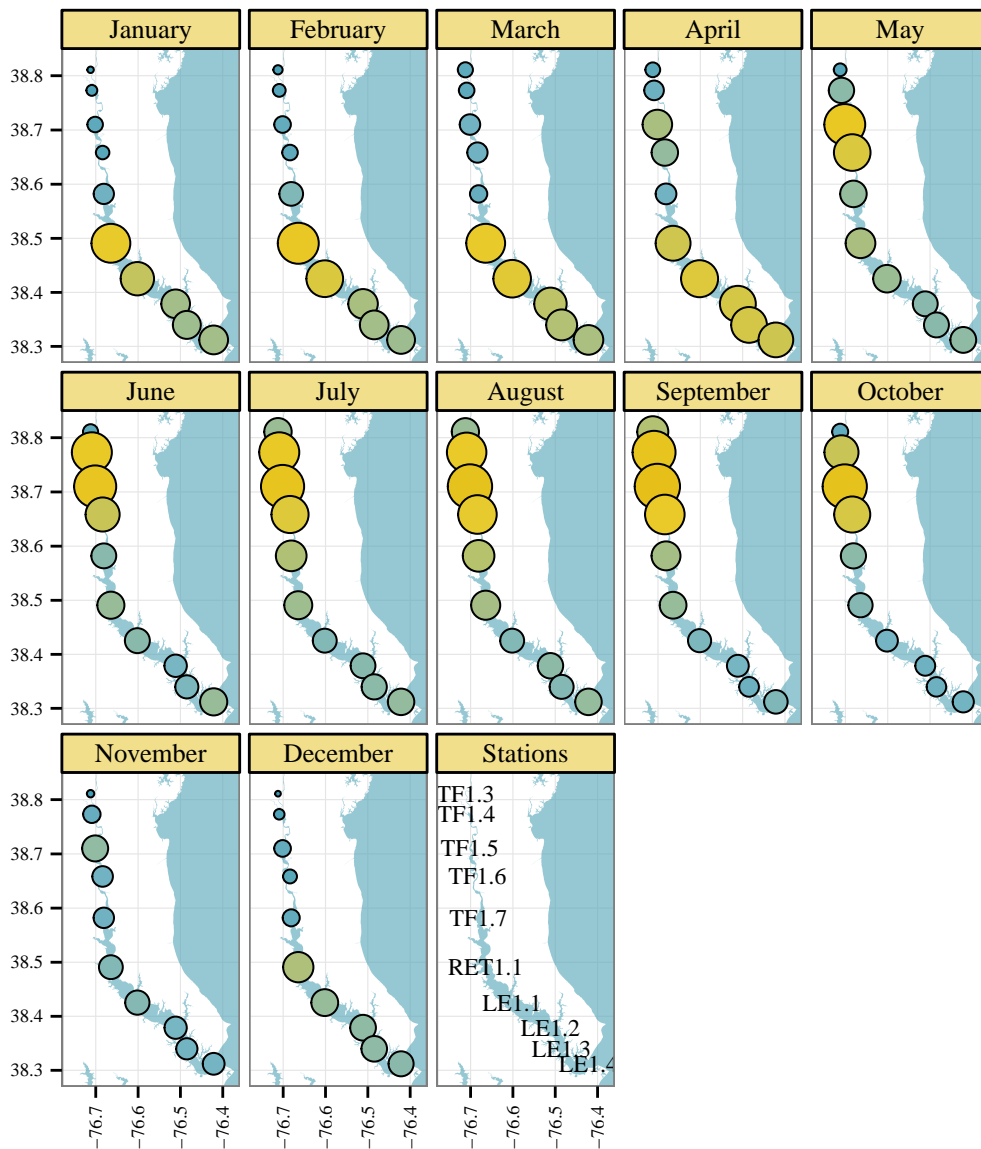 January February March April May
38.8
38.7
38.6
38.5
38.4
38.3
June July August September October
38.8
38.7
38.6
38.5
38.4
38.3
November December Stations
38.8
38.7
38.6
38.5
38.4
38.3
TF1.3
TF1.4
TF1.5
TF1.6
TF1.7
RET1.1
LE1.1
LE1.2
LE1.3
LE1.4
−76.7 −76.6 −76.5 −76.4 −76.7 −76.6 −76.5 −76.4 −76.7 −76.6 −76.5 −76.4